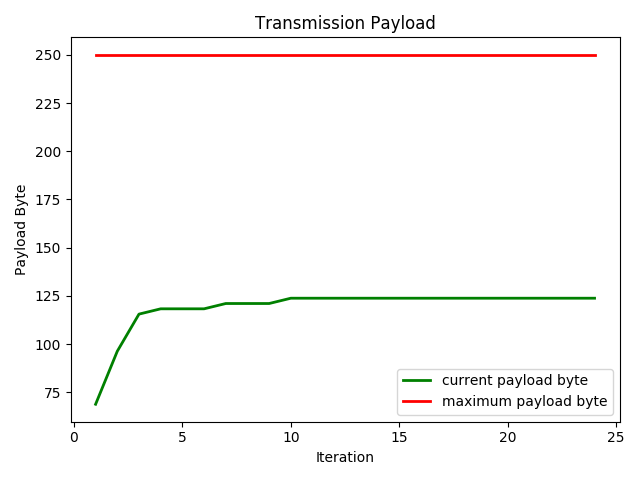 Transmission Payload
Payload Byte
250
225
200
175
150
125
100
75
0
5
10
15
20
25
Iteration
current payload byte
maximum payload byte